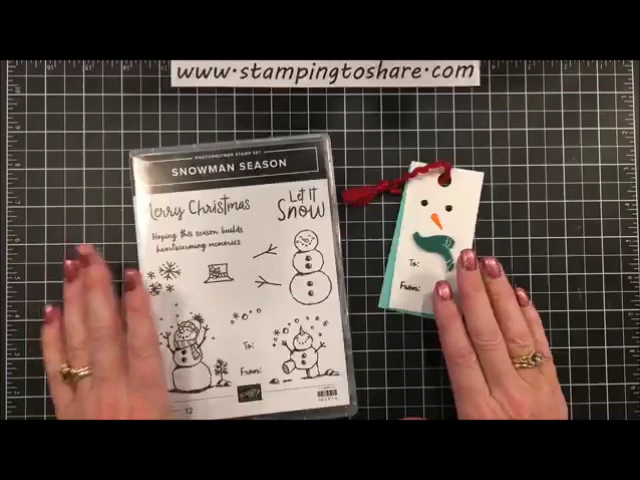 www.stampingtoshare.com
PHOTOPOLYMER STAMP SET
SNOWMAN SEASON
Merry Christmas
LET IT
SNOW
Hoping this season builds
heartwarming memories
To:
From:
12
To:
From: